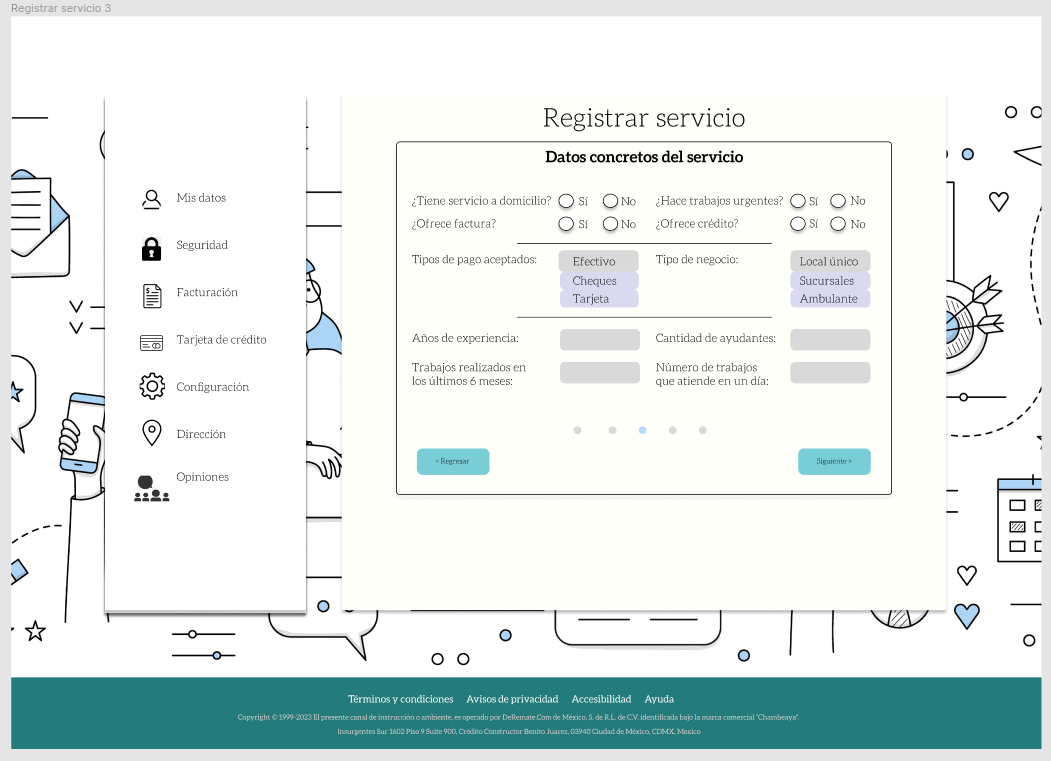 Registrar servicio 3
Registrar servicio
Datos concretos del servicio
¿Tiene servicio a domicilio? Sí No ¿Hace trabajos urgentes? Sí No
¿Ofrece factura? Sí No ¿Ofrece crédito? Sí No
Tipos de pago aceptados: Efectivo Tipo de negocio: Local único
Cheques Sucursales
Tarjeta Ambulante
Años de experiencia: Cantidad de ayudantes:
Trabajos realizados en Número de trabajos
los últimos 6 meses: que atiende en un día:
< Regresar Siguiente >
Mis datos
Seguridad
Facturación
Tarjeta de crédito
Configuración
Dirección
Opiniones
Términos y condiciones Avisos de privacidad Accesibilidad Ayuda
Copyright © 1999-2023 El presente canal de instrucción o ambiente, es operado por DeRemate.Com de México, S. de R.L. de C.V. identificada bajo la marca comercial "Chambeaya".
Insurgentes Sur 1602 Piso 9 Suite 900, Crédito Constructor Benito Juarez, 03940 Ciudad de México, CDMX, Mexico